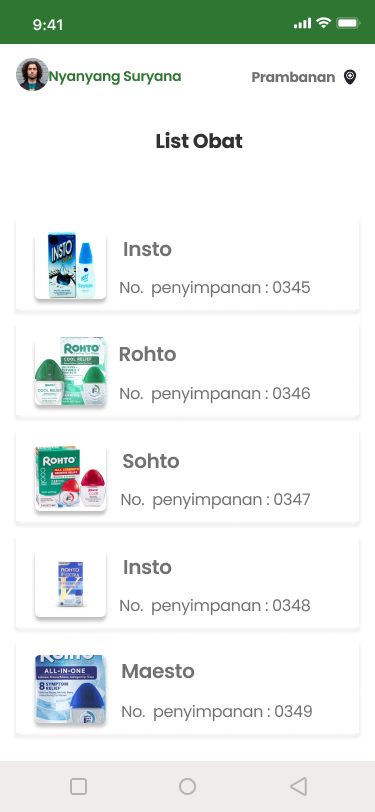 9:41
Nyanyang Suryana
Prambanan
List Obat
INSTO
Insto
No. penyimpanan : 0345
ROHTO
COOL RELIEF
Rohto
No. penyimpanan : 0346
ROHTO
Sohto
No. penyimpanan : 0347
ROHTO
Insto
No. penyimpanan : 0348
ROHTO
ALL-IN-ONE
8 SYMPTOM
RELIEF
Maesto
No. penyimpanan : 0349